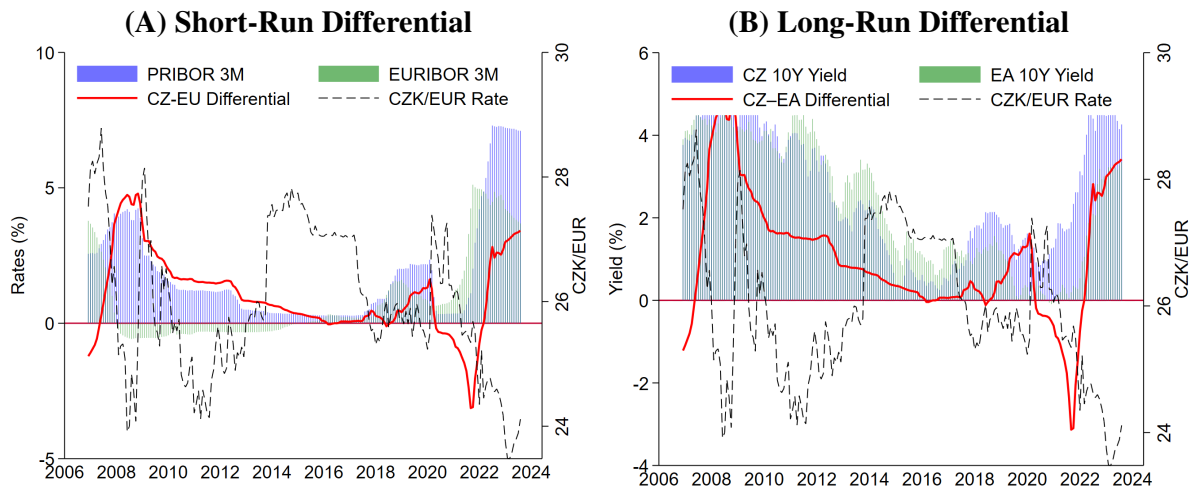 (A) Short-Run Differential
10
5
0
-5
Rates (%)
PRIBOR 3M
EURIBOR 3M
CZ-EU Differential
CZK/EUR Rate
30
28
26
24
CZK/EUR
2006 2008 2010 2012 2014 2016 2018 2020 2022 2024
(B) Long-Run Differential
6
4
2
0
-2
-4
Yield (%)
CZ 10Y Yield
EA 10Y Yield
CZ–EA Differential
CZK/EUR Rate
30
28
26
24
CZK/EUR
2006 2008 2010 2012 2014 2016 2018 2020 2022 2024